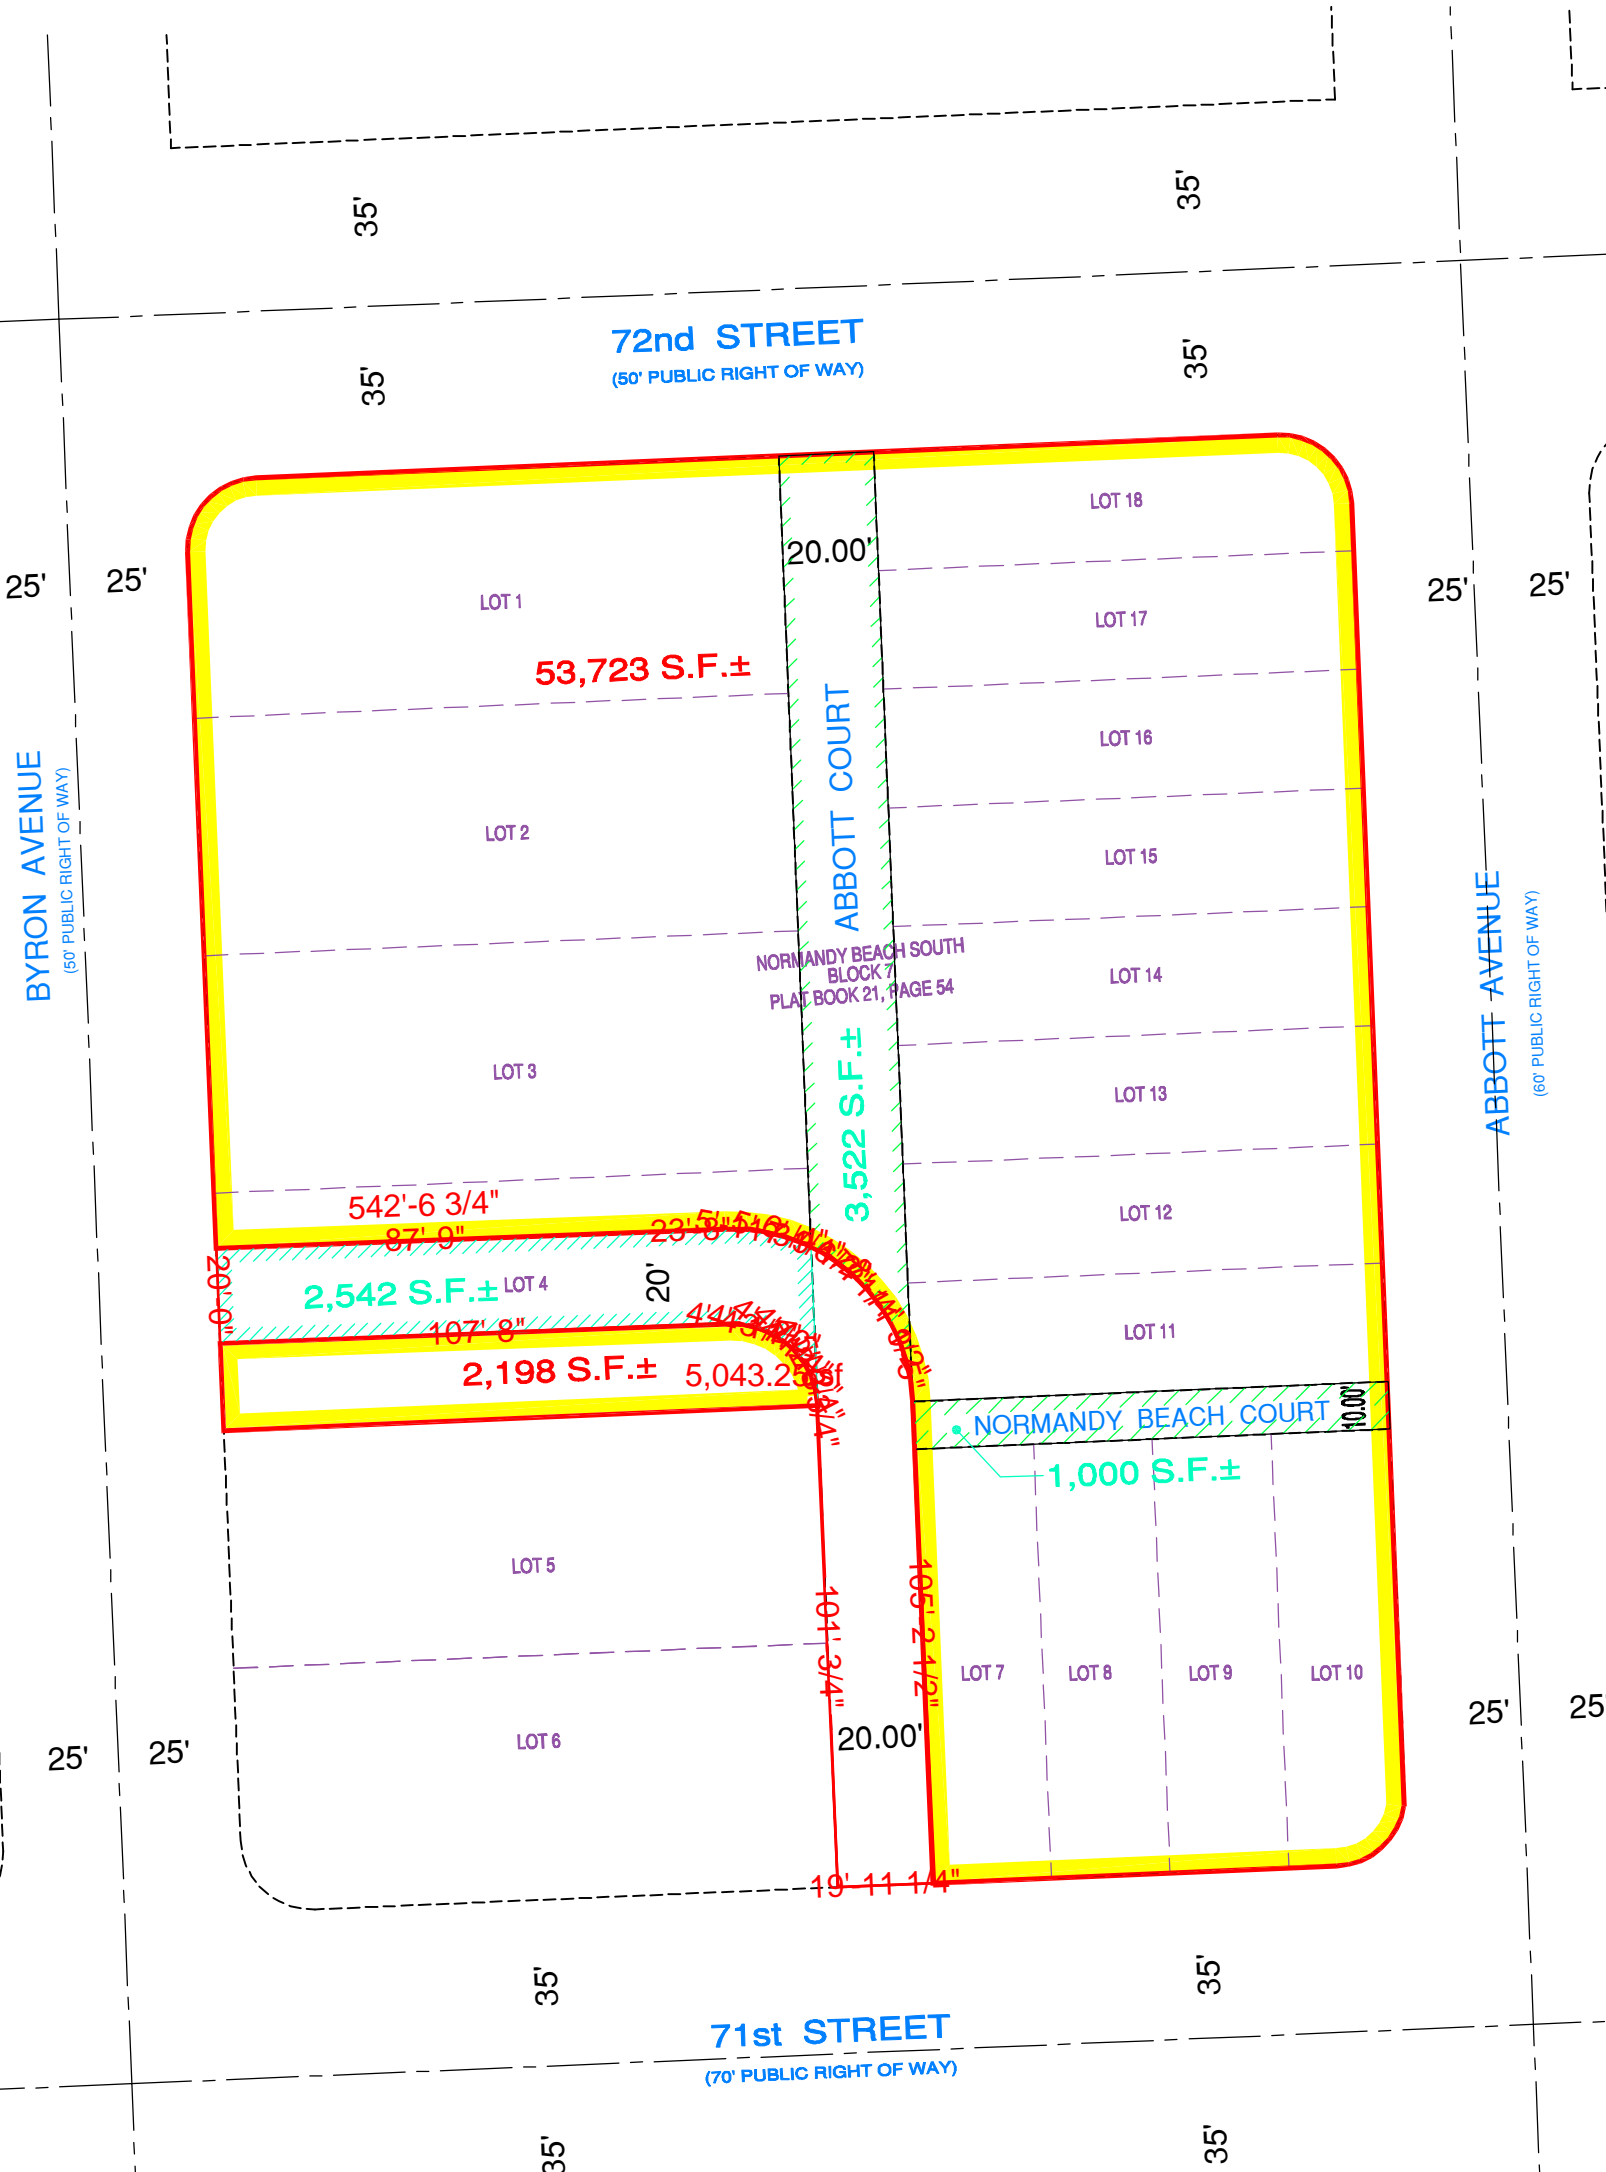 35'
35'
72nd STREET
(50' PUBLIC RIGHT OF WAY)
35'
35'
LOT 18
20.00'
25'
25'
25'
25'
LOT 1
LOT 17
53,723 S.F.±
ABBOTT COURT
LOT 16
BYRON AVENUE
(50' PUBLIC RIGHT OF WAY)
LOT 2
LOT 15
ABBOTT AVENUE
(60' PUBLIC RIGHT OF WAY)
NORMANDY BEACH SOUTH
BLOCK 7
PLAT BOOK 21, PAGE 54
LOT 14
3,522 S.F.±
LOT 3
LOT 13
542'-6 3/4"
LOT 12
87'-9"
20'-0"
2,542 S.F.±
LOT 4
20'
107'-8"
LOT 11
2,198 S.F.±
5,043.25 sf
NORMANDY BEACH COURT
10.00'
1,000 S.F.±
LOT 5
101'-3/4"
105'-2 1/2"
LOT 7
LOT 8
LOT 9
LOT 10
LOT 6
20.00'
25'
25'
25'
25'
19'-11 1/4"
35'
35'
71st STREET
(70' PUBLIC RIGHT OF WAY)
35'
35'